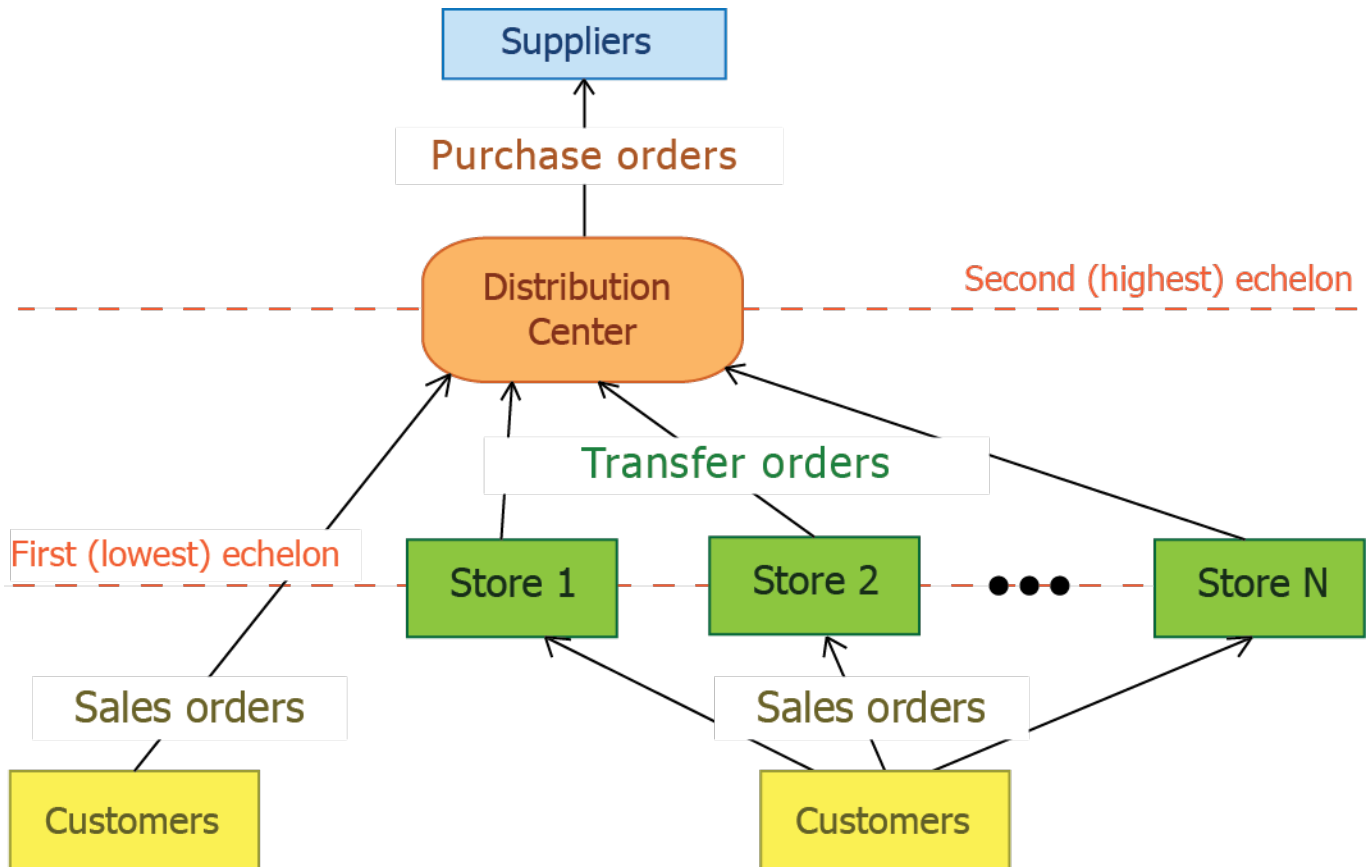 Suppliers
Purchase orders
Distribution
Center
Second (highest) echelon
Transfer orders
First (lowest) echelon
Store 1
Store 2
Store N
Sales orders
Sales orders
Customers
Customers